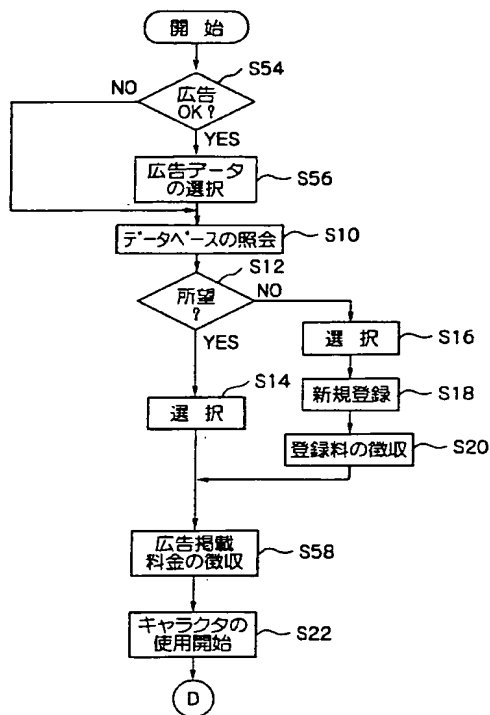 開始
S54
NO
広告
OK?
YES
広告データ
の選択
S56
データベースの照会
S10
S12
所望
?
NO
YES
選択
S16
S14
選択
新規登録
S18
登録料の徴収
S20
広告掲載
料金の徴収
S58
キャラクタの
使用開始
S22
D